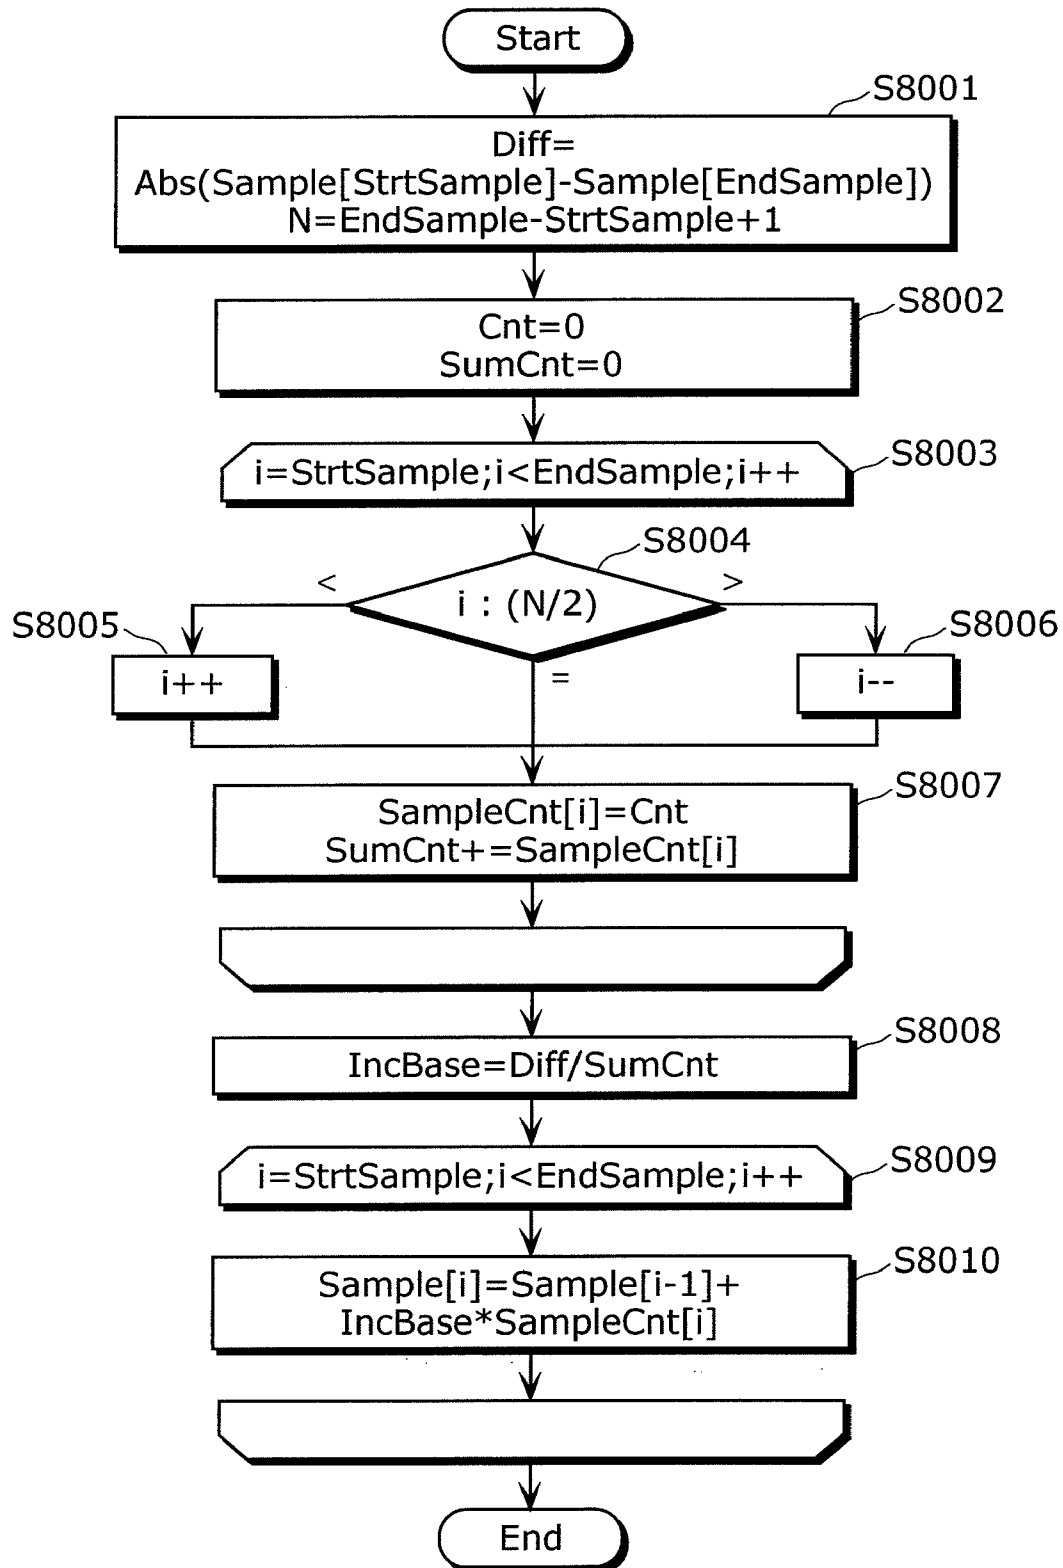 Start
S8001
Diff=
Abs(Sample[StrtSample]-Sample[EndSample])
N=EndSample-StrtSample+1
S8002
Cnt=0
SumCnt=0
S8003
i=StrtSample;i<EndSample;i++
S8004
<
>
i : (N/2)
S8005
S8006
i++
=
i--
S8007
SampleCnt[i]=Cnt
SumCnt+=SampleCnt[i]
S8008
IncBase=Diff/SumCnt
S8009
i=StrtSample;i<EndSample;i++
S8010
Sample[i]=Sample[i-1]+
IncBase*SampleCnt[i]
End